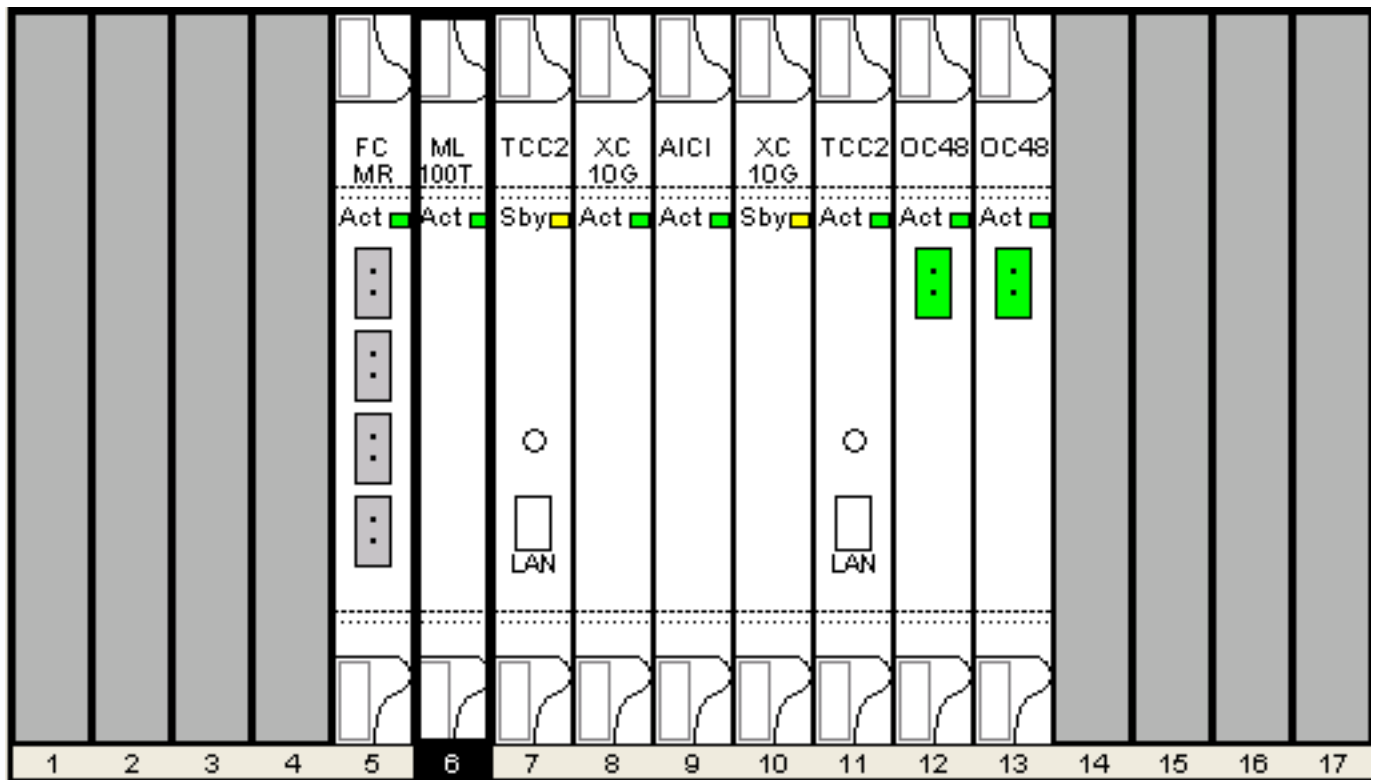 FC MR ML 100T TCC2 XC 10G AICI XC 10G TCC2 OC48 OC48
Act Act Sby Act Act Sby Act Act Act
LAN LAN
1 2 3 4 5 6 7 8 9 10 11 12 13 14 15 16 17